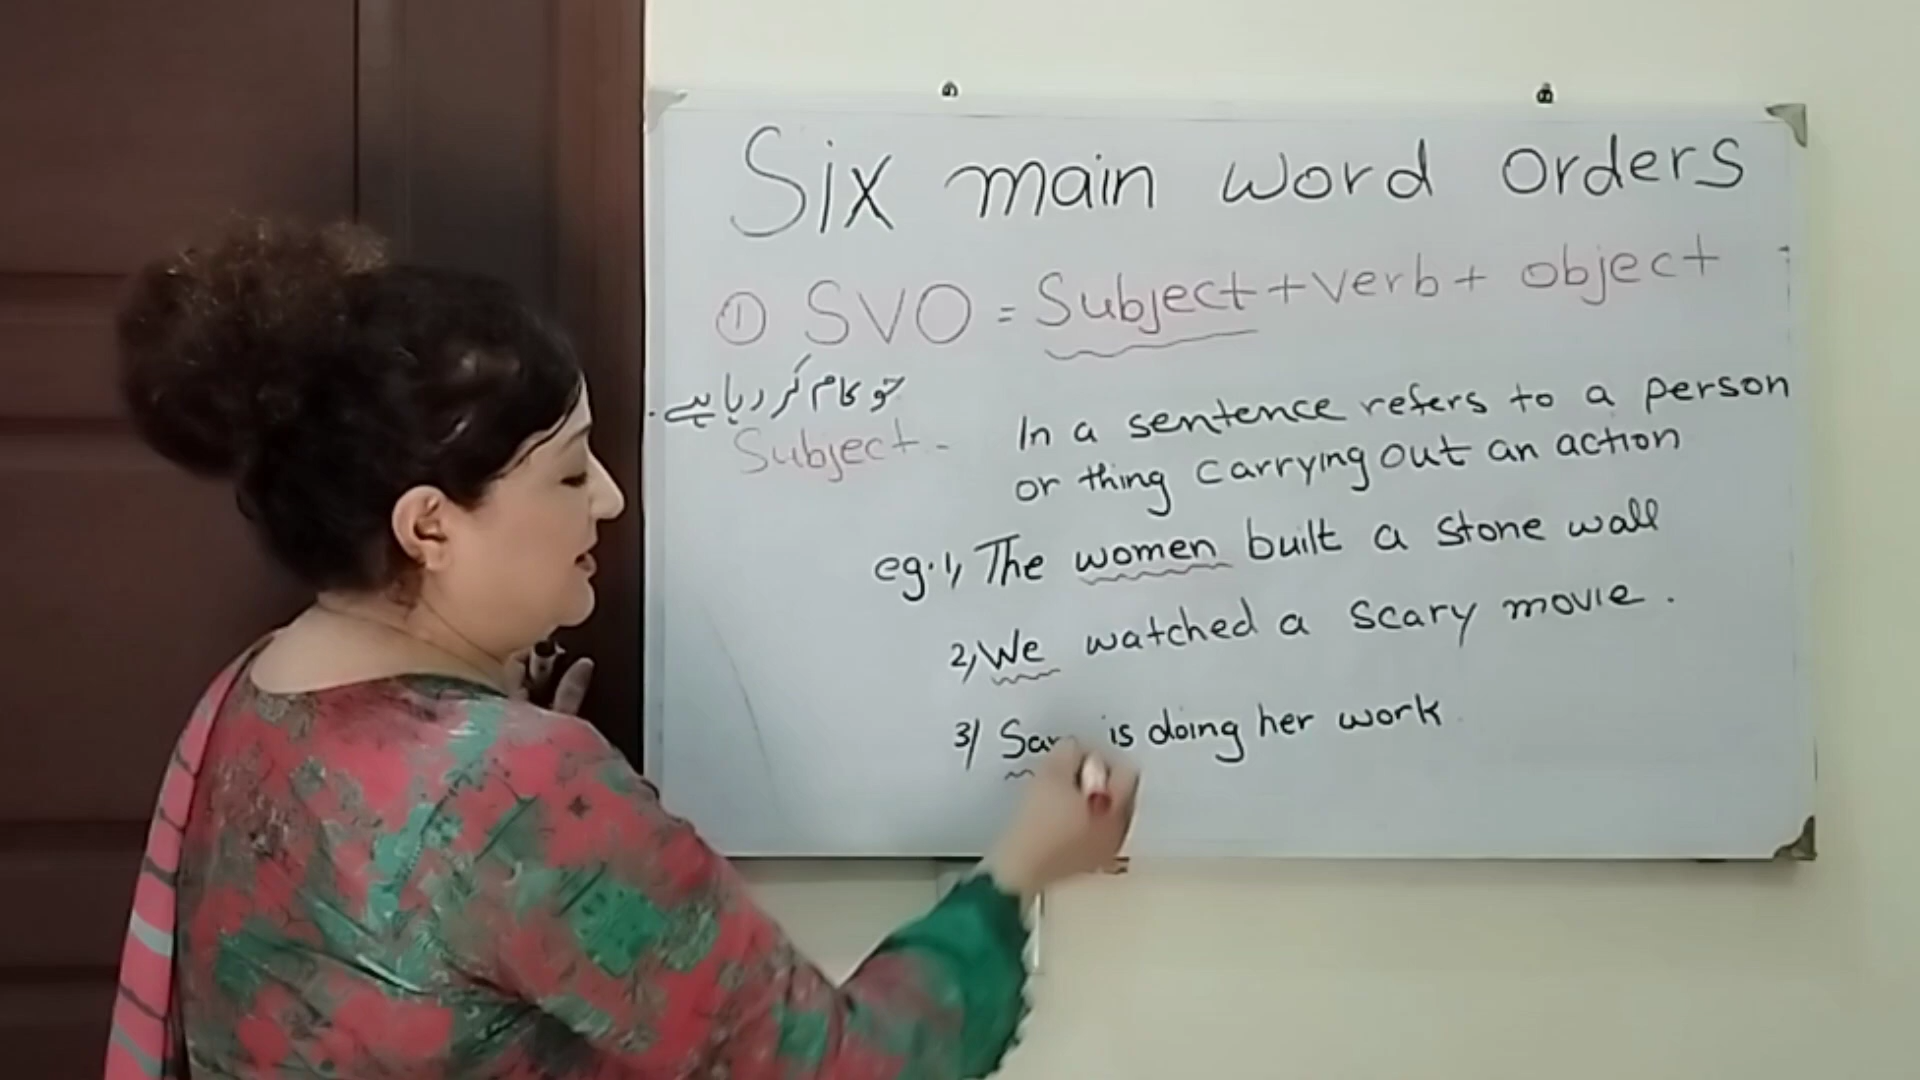 Six main word orders
① SVO = Subject + verb + object
جو کام کر رہا ہے.
Subject - In a sentence refers to a person
or thing carrying out an action
eg. 1, The women built a stone wall
2, We watched a scary movie.
3) is doing her work